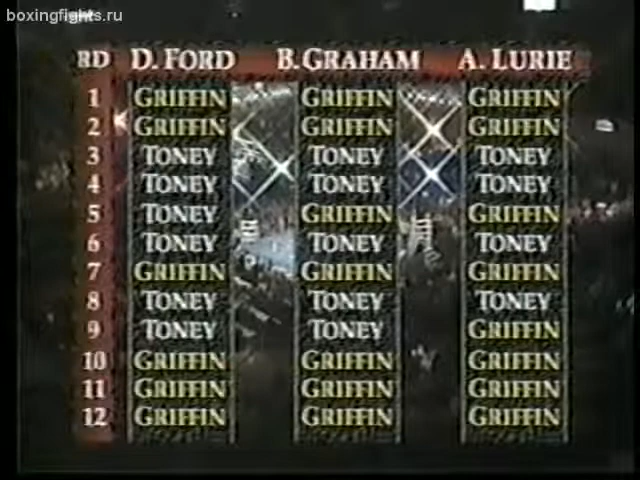 boxingfights.ru
RD D. FORD B. GRAHAM A. LURIE
1 GRIFFIN GRIFFIN GRIFFIN
2 GRIFFIN GRIFFIN GRIFFIN
3 TONEY TONEY TONEY
4 TONEY TONEY TONEY
5 TONEY GRIFFIN GRIFFIN
6 TONEY TONEY TONEY
7 GRIFFIN GRIFFIN GRIFFIN
8 TONEY TONEY TONEY
9 TONEY TONEY GRIFFIN
10 GRIFFIN GRIFFIN GRIFFIN
11 GRIFFIN GRIFFIN GRIFFIN
12 GRIFFIN GRIFFIN GRIFFIN